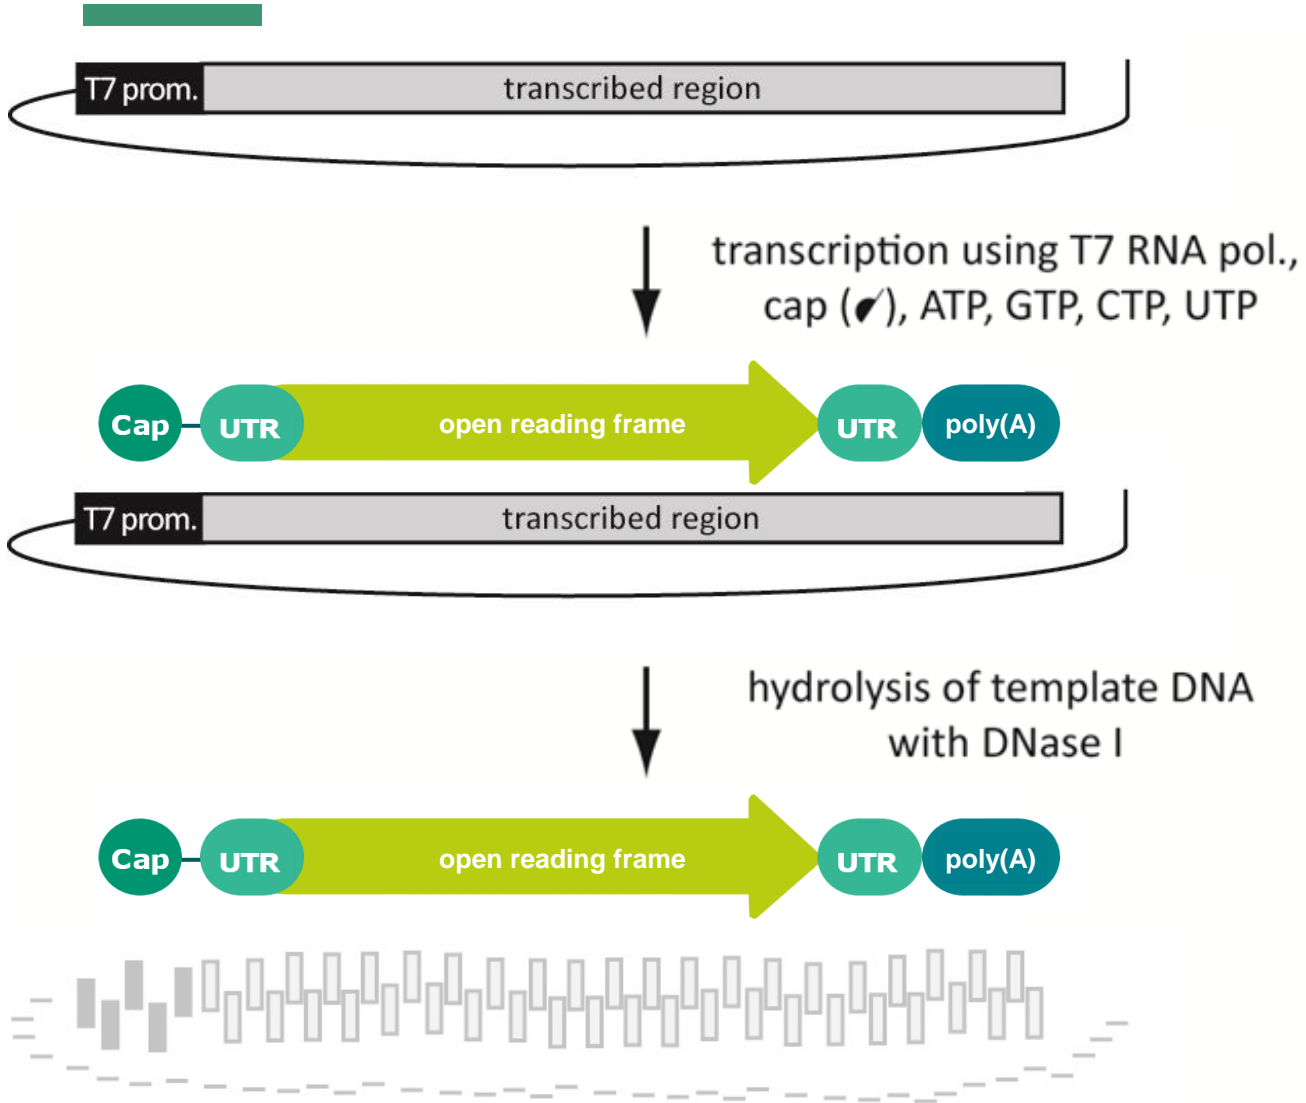 T7 prom. transcribed region
transcription using T7 RNA pol.,
cap (), ATP, GTP, CTP, UTP
Cap UTR open reading frame UTR poly(A)
T7 prom. transcribed region
hydrolysis of template DNA
with DNase I
Cap UTR open reading frame UTR poly(A)